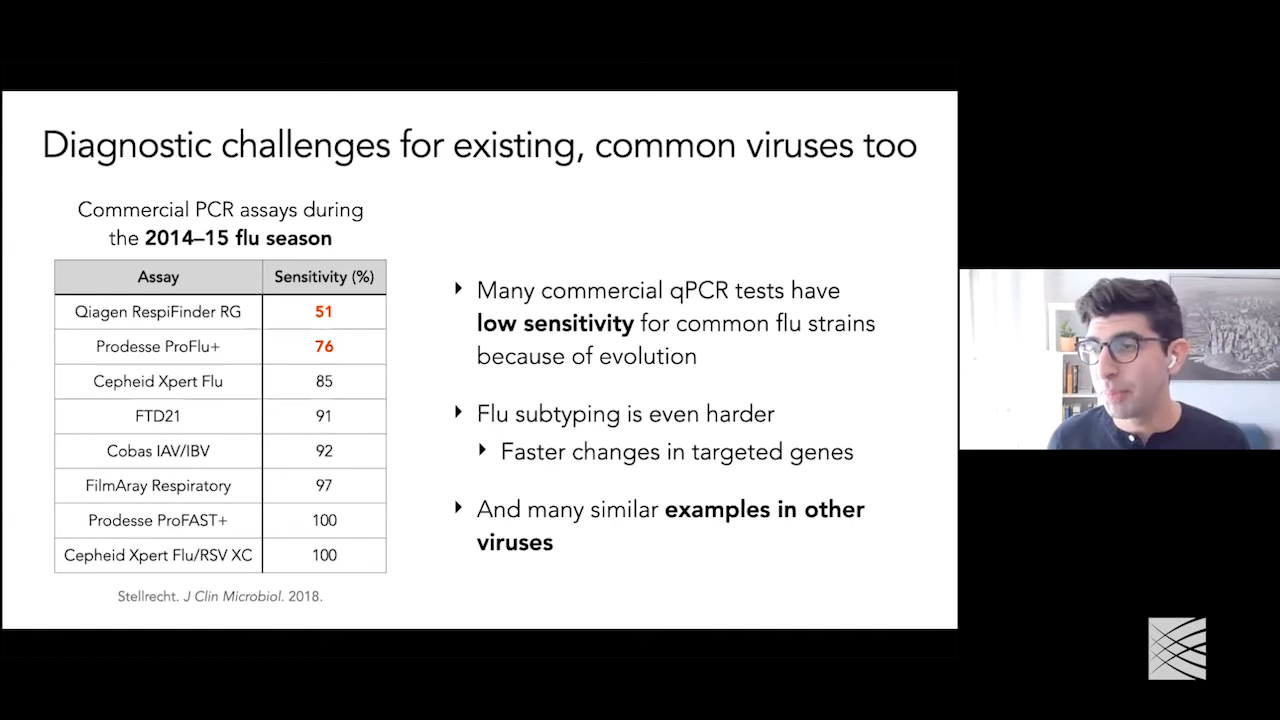 Diagnostic challenges for existing, common viruses too
Commercial PCR assays during
the 2014–15 flu season
Assay Sensitivity (%)
Qiagen RespiFinder RG 51
Prodesse ProFlu+ 76
Cepheid Xpert Flu 85
FTD21 91
Cobas IAV/IBV 92
FilmArray Respiratory 97
Prodesse ProFAST+ 100
Cepheid Xpert Flu/RSV XC 100
Stellrecht. J Clin Microbiol. 2018.
Many commercial qPCR tests have
low sensitivity for common flu strains
because of evolution
Flu subtyping is even harder
Faster changes in targeted genes
And many similar examples in other
viruses